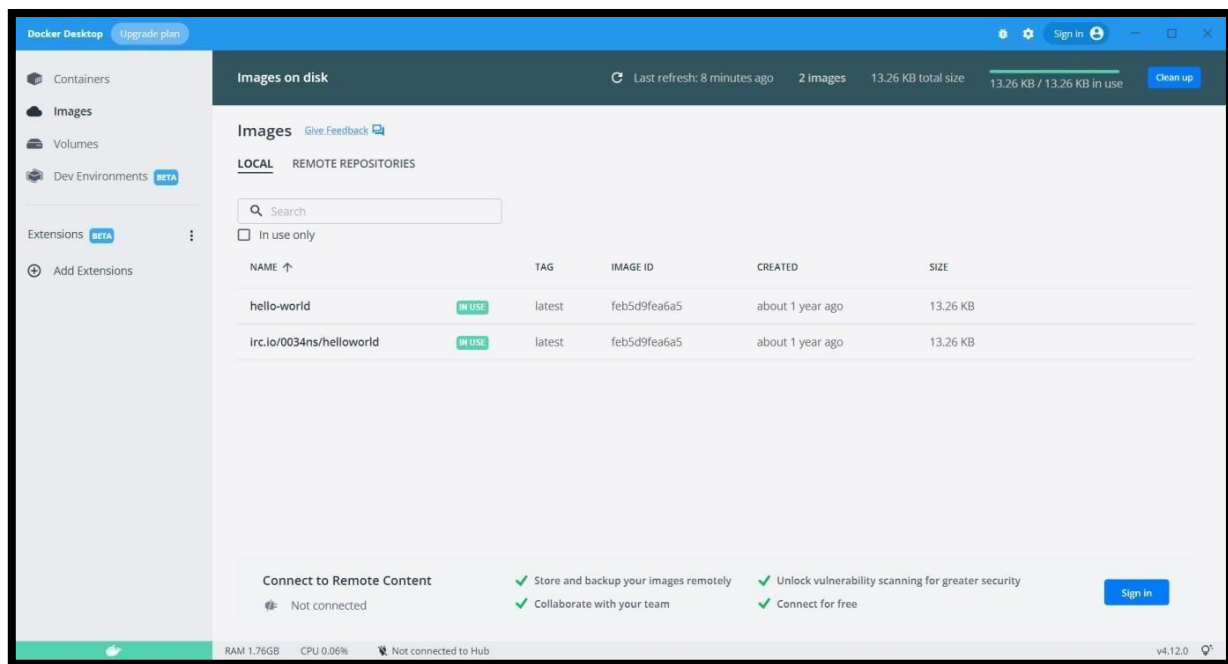 Docker Desktop Upgrade plan Sign in
Containers
Images
Volumes
Dev Environments BETA
Extensions BETA
Add Extensions
Images on disk Last refresh: 8 minutes ago 2 images 13.26 KB total size 13.26 KB / 13.26 KB in use Clean up
Images Give Feedback
LOCAL REMOTE REPOSITORIES
Search
In use only
NAME TAG IMAGE ID CREATED SIZE
hello-world IN USE latest feb5d9fea6a5 about 1 year ago 13.26 KB
irc.io/0034ns/helloworld IN USE latest feb5d9fea6a5 about 1 year ago 13.26 KB
Connect to Remote Content
Not connected
Store and backup your images remotely
Collaborate with your team
Unlock vulnerability scanning for greater security
Connect for free
Sign in
RAM 1.76GB CPU 0.06% Not connected to Hub v4.12.0